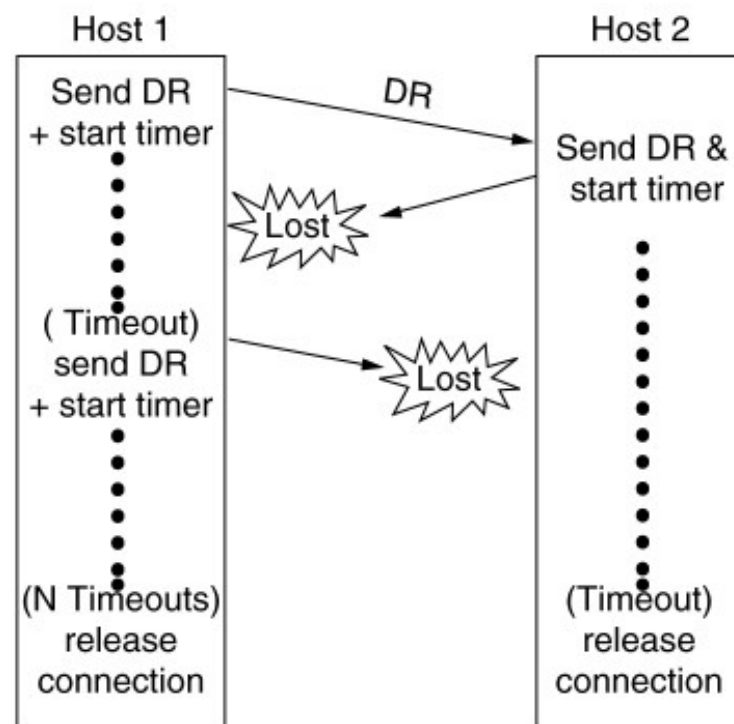 Host 1
Host 2
Send DR
+ start timer
DR
Send DR &
start timer
Lost
( Timeout)
send DR
+ start timer
Lost
(N Timeouts)
release
connection
(Timeout)
release
connection